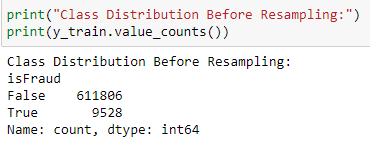 print("Class Distribution Before Resampling:")
print(y_train.value_counts())
Class Distribution Before Resampling:
isFraud
False    611806
True       9528
Name: count, dtype: int64